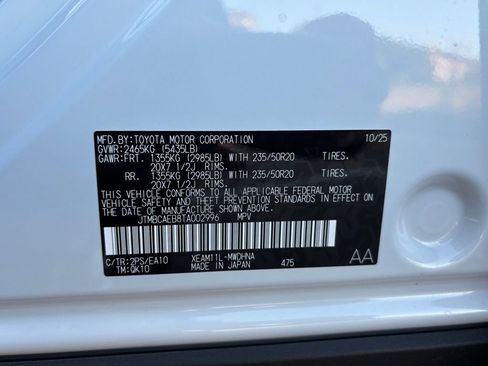 MFD. BY: TOYOTA MOTOR CORPORATION 10/25
GVWR: 2465KG (5435LB)
GAWR: FRT. 1355KG (2985LB) WITH 235/50R20 TIRES.
20X7 1/2J RIMS.
RR. 1355KG (2985LB) WITH 235/50R20 TIRES.
20X7 1/2J RIMS.
THIS VEHICLE CONFORMS TO ALL APPLICABLE FEDERAL MOTOR
VEHICLE SAFETY AND THEFT PREVENTION STANDARDS IN EFFECT
ON THE DATE OF MANUFACTURE SHOWN ABOVE.
JTMBCAEB8TA002996 MPV
C/TR: 2PS/EA10 XEAM11L-MWDHNA AA
TM: QK10 MADE IN JAPAN 475